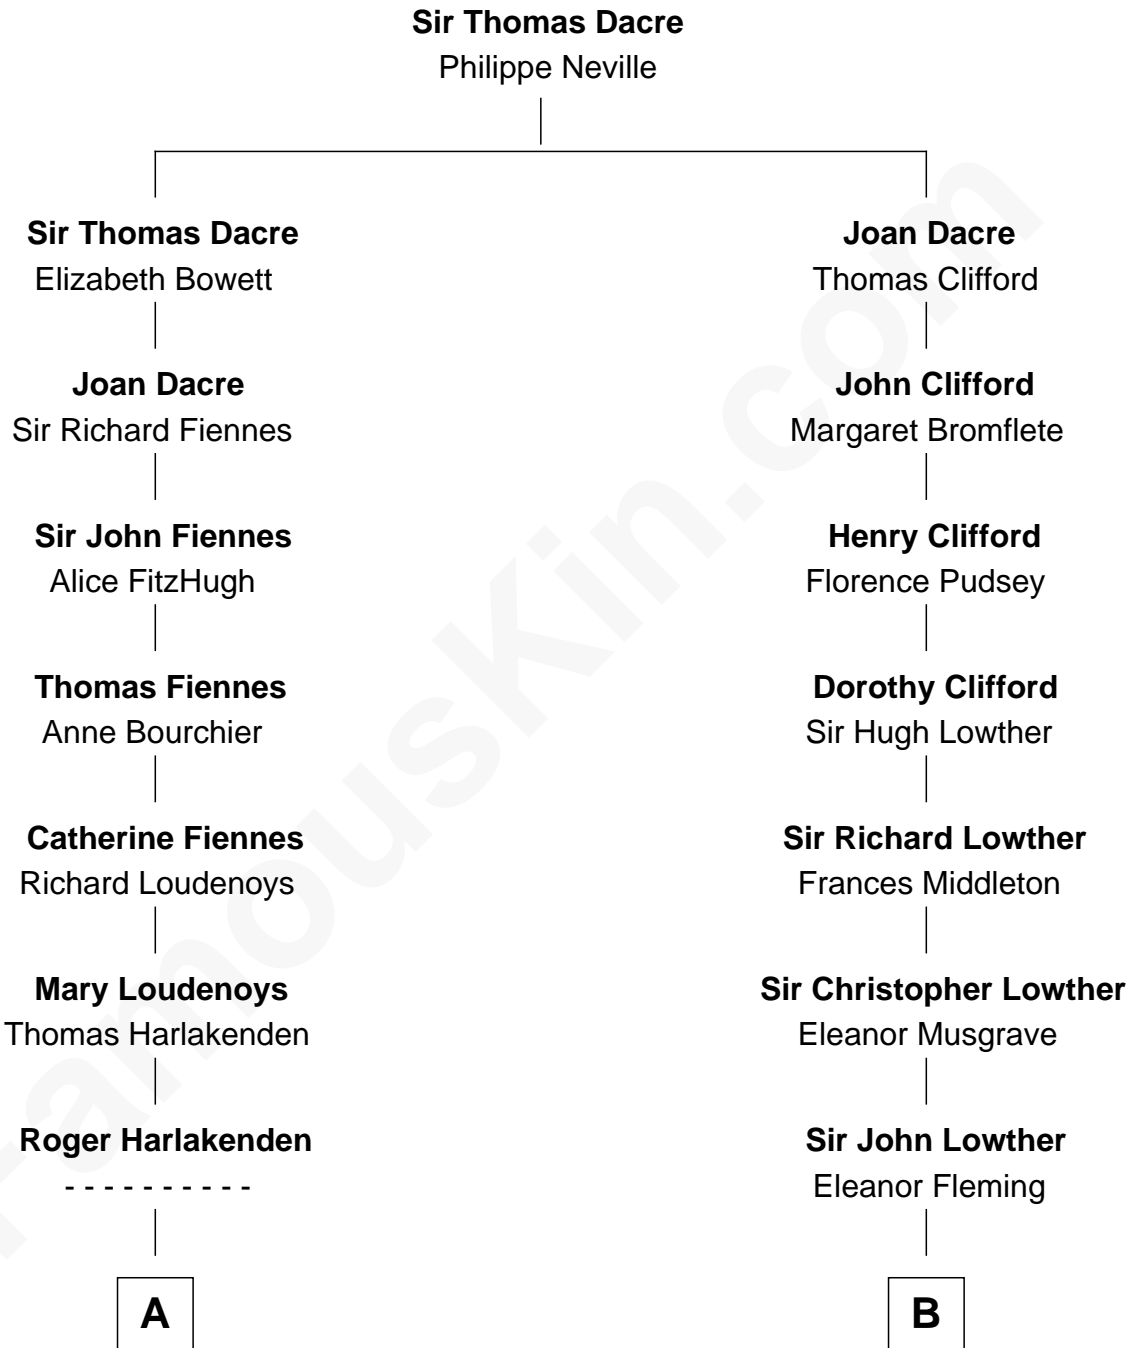 Sir Thomas Dacre
Philippe Neville
Sir Thomas Dacre
Elizabeth Bowett
Joan Dacre
Thomas Clifford
Joan Dacre
Sir Richard Fiennes
John Clifford
Margaret Bromflete
Sir John Fiennes
Alice FitzHugh
Henry Clifford
Florence Pudsey
Thomas Fiennes
Anne Bourchier
Dorothy Clifford
Sir Hugh Lowther
Catherine Fiennes
Richard Loudenoys
Sir Richard Lowther
Frances Middleton
Mary Loudenoys
Thomas Harlakenden
Sir Christopher Lowther
Eleanor Musgrave
Roger Harlakenden
- - - - - - - - - -
Sir John Lowther
Eleanor Fleming
A
B
FamousKin.com